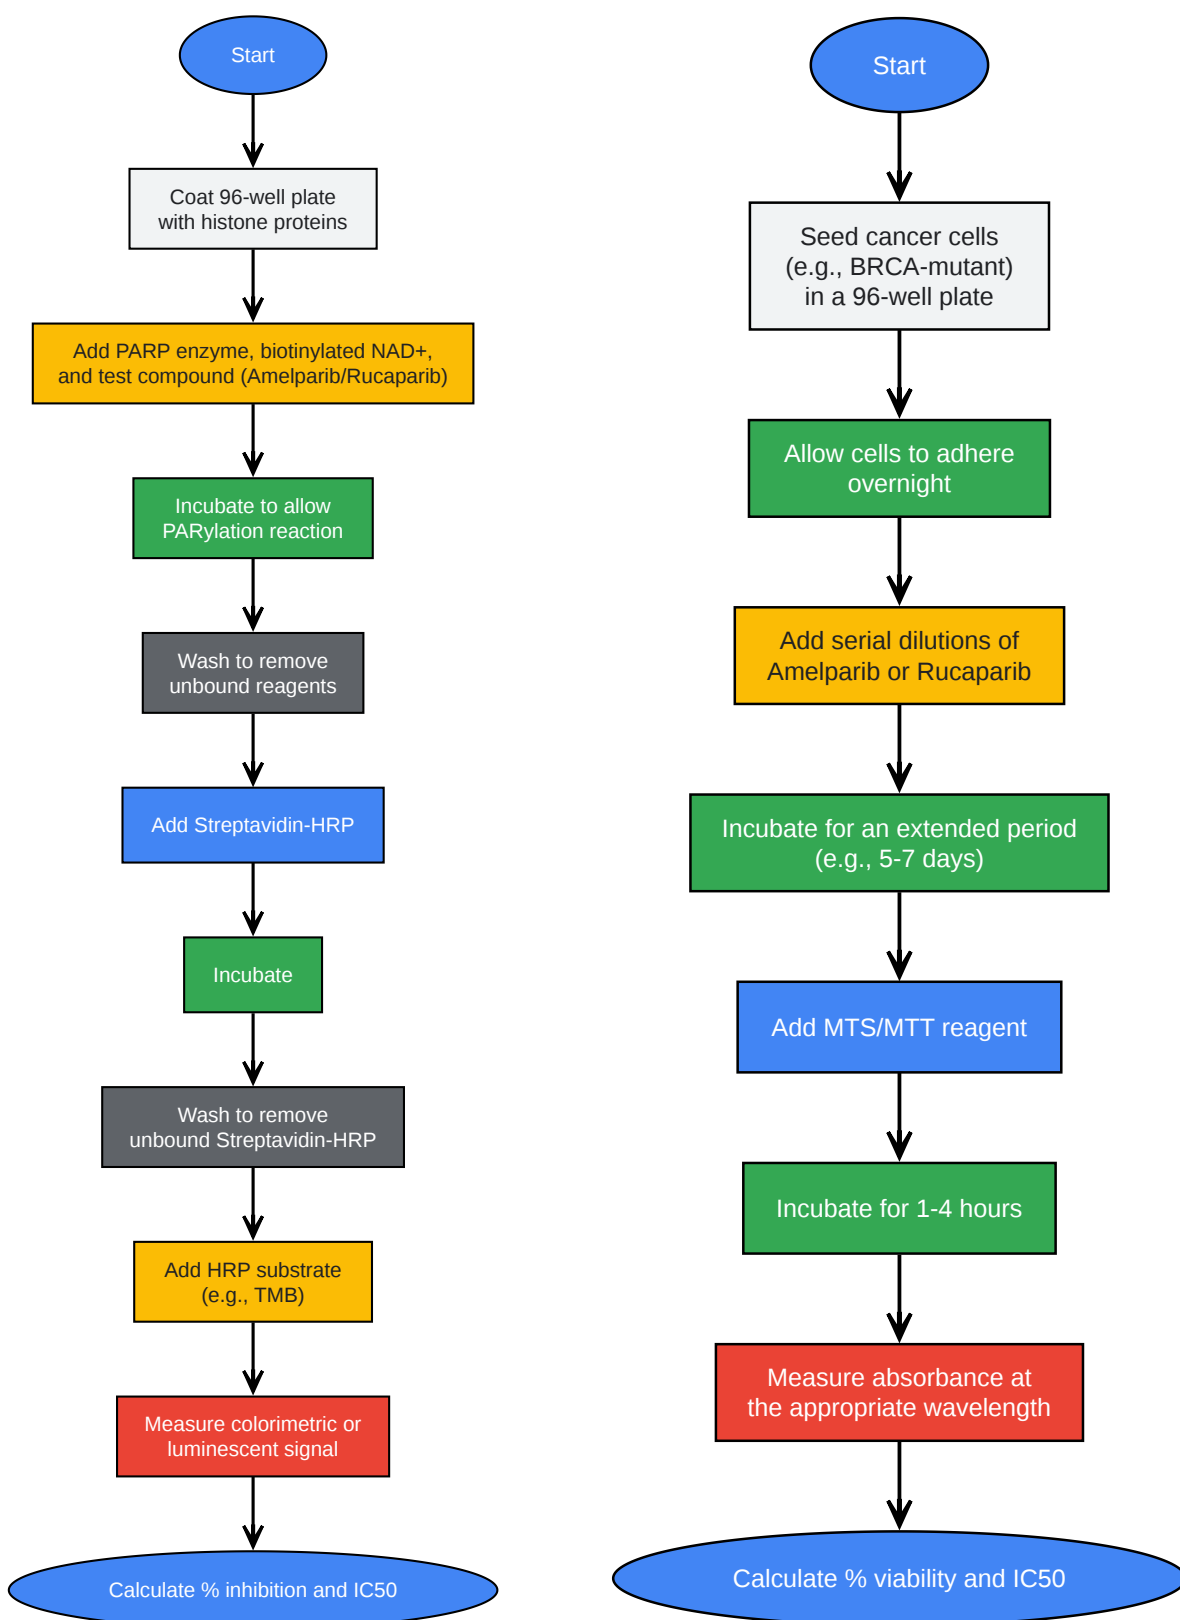 Start
Coat 96-well plate
with histone proteins
Add PARP enzyme, biotinylated NAD+,
and test compound (Amelparib/Rucaparib)
Incubate to allow
PARylation reaction
Wash to remove
unbound reagents
Add Streptavidin-HRP
Incubate
Wash to remove
unbound Streptavidin-HRP
Add HRP substrate
(e.g., TMB)
Measure colorimetric or
luminescent signal
Calculate % inhibition and IC50
Start
Seed cancer cells
(e.g., BRCA-mutant)
in a 96-well plate
Allow cells to adhere
overnight
Add serial dilutions of
Amelparib or Rucaparib
Incubate for an extended period
(e.g., 5-7 days)
Add MTS/MTT reagent
Incubate for 1-4 hours
Measure absorbance at
the appropriate wavelength
Calculate % viability and IC50